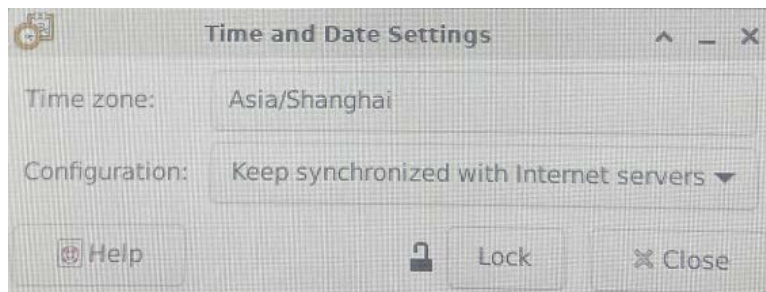 Time and Date Settings
Time zone: Asia/Shanghai
Configuration: Keep synchronized with Internet servers
Help Lock Close